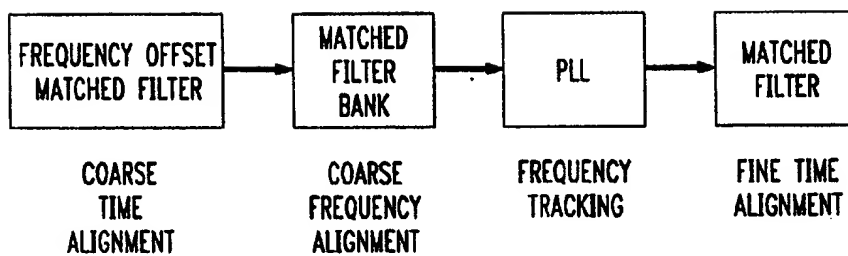 FREQUENCY OFFSET
MATCHED FILTER
MATCHED
FILTER
BANK
PLL
MATCHED
FILTER
COARSE
TIME
ALIGNMENT
COARSE
FREQUENCY
ALIGNMENT
FREQUENCY
TRACKING
FINE TIME
ALIGNMENT